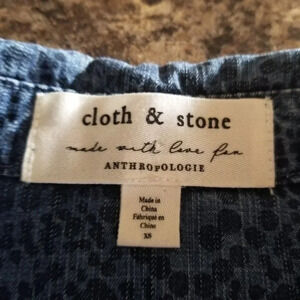 cloth & stone
made with love for
ANTHROPOLOGIE
Made in
China
Fabriqué en
Chine
XS